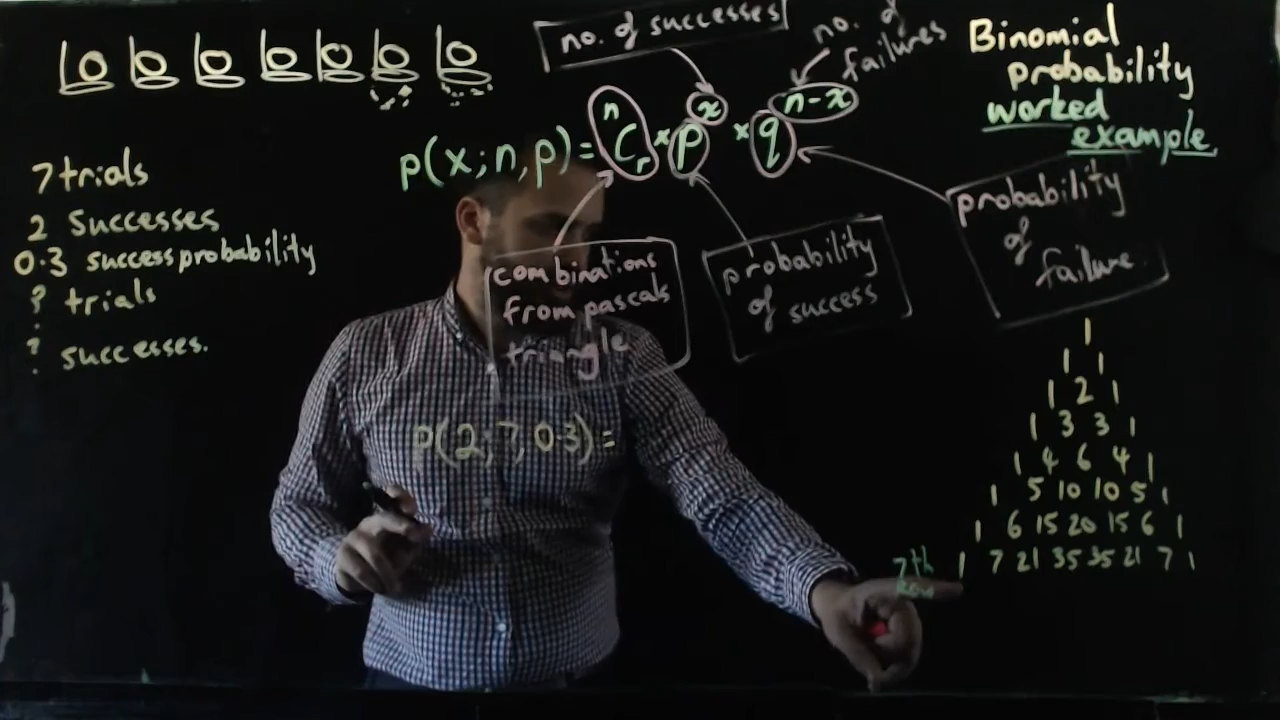 Binomial
probability
worked
example
no. of successes
no. of
failures
p(x; n, p) = nCr × p^x × q^n-x
combinations
from pascals
triangle
probability
of success
probability
of
failure
7 trials
2 Successes
0.3 success probability
? trials
? successes.
p(2; 7, 0.3) =
1
1 1
1 2 1
1 3 3 1
1 4 6 4 1
1 5 10 10 5 1
1 6 15 20 15 6 1
7th
Row
1 7 21 35 35 21 7 1